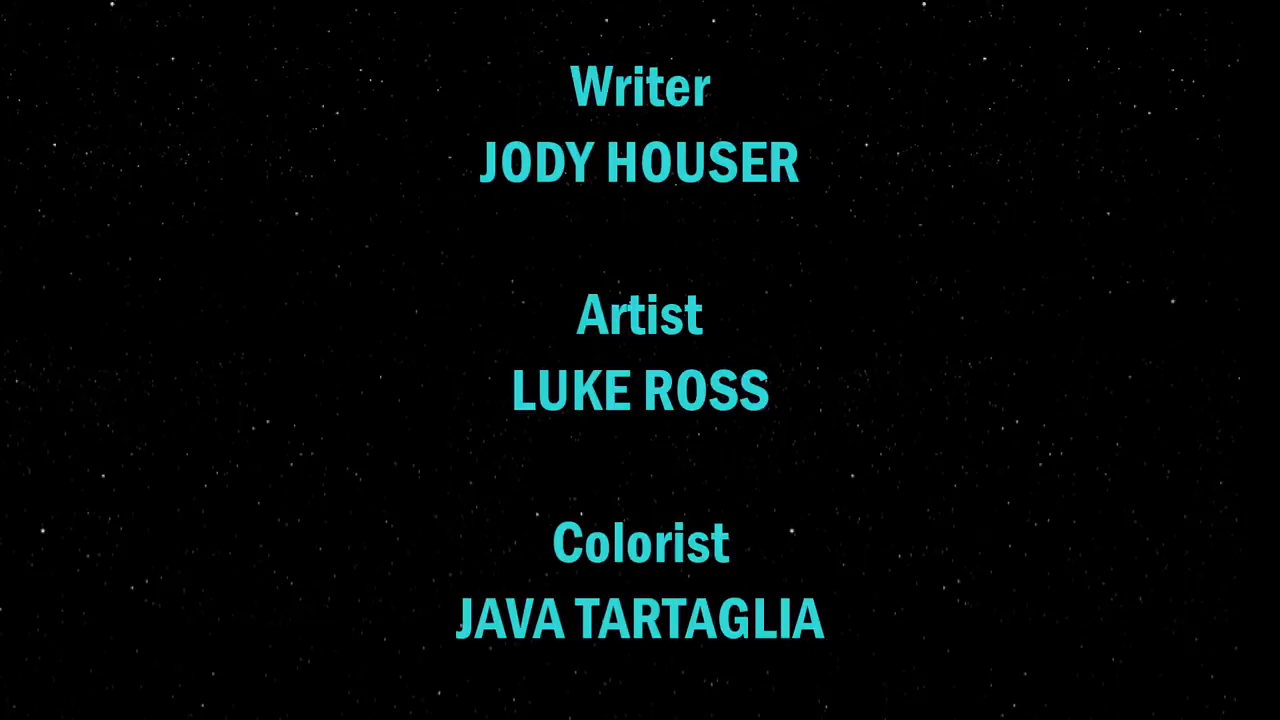 Writer
JODY HOUSER
Artist
LUKE ROSS
Colorist
JAVA TARTAGLIA